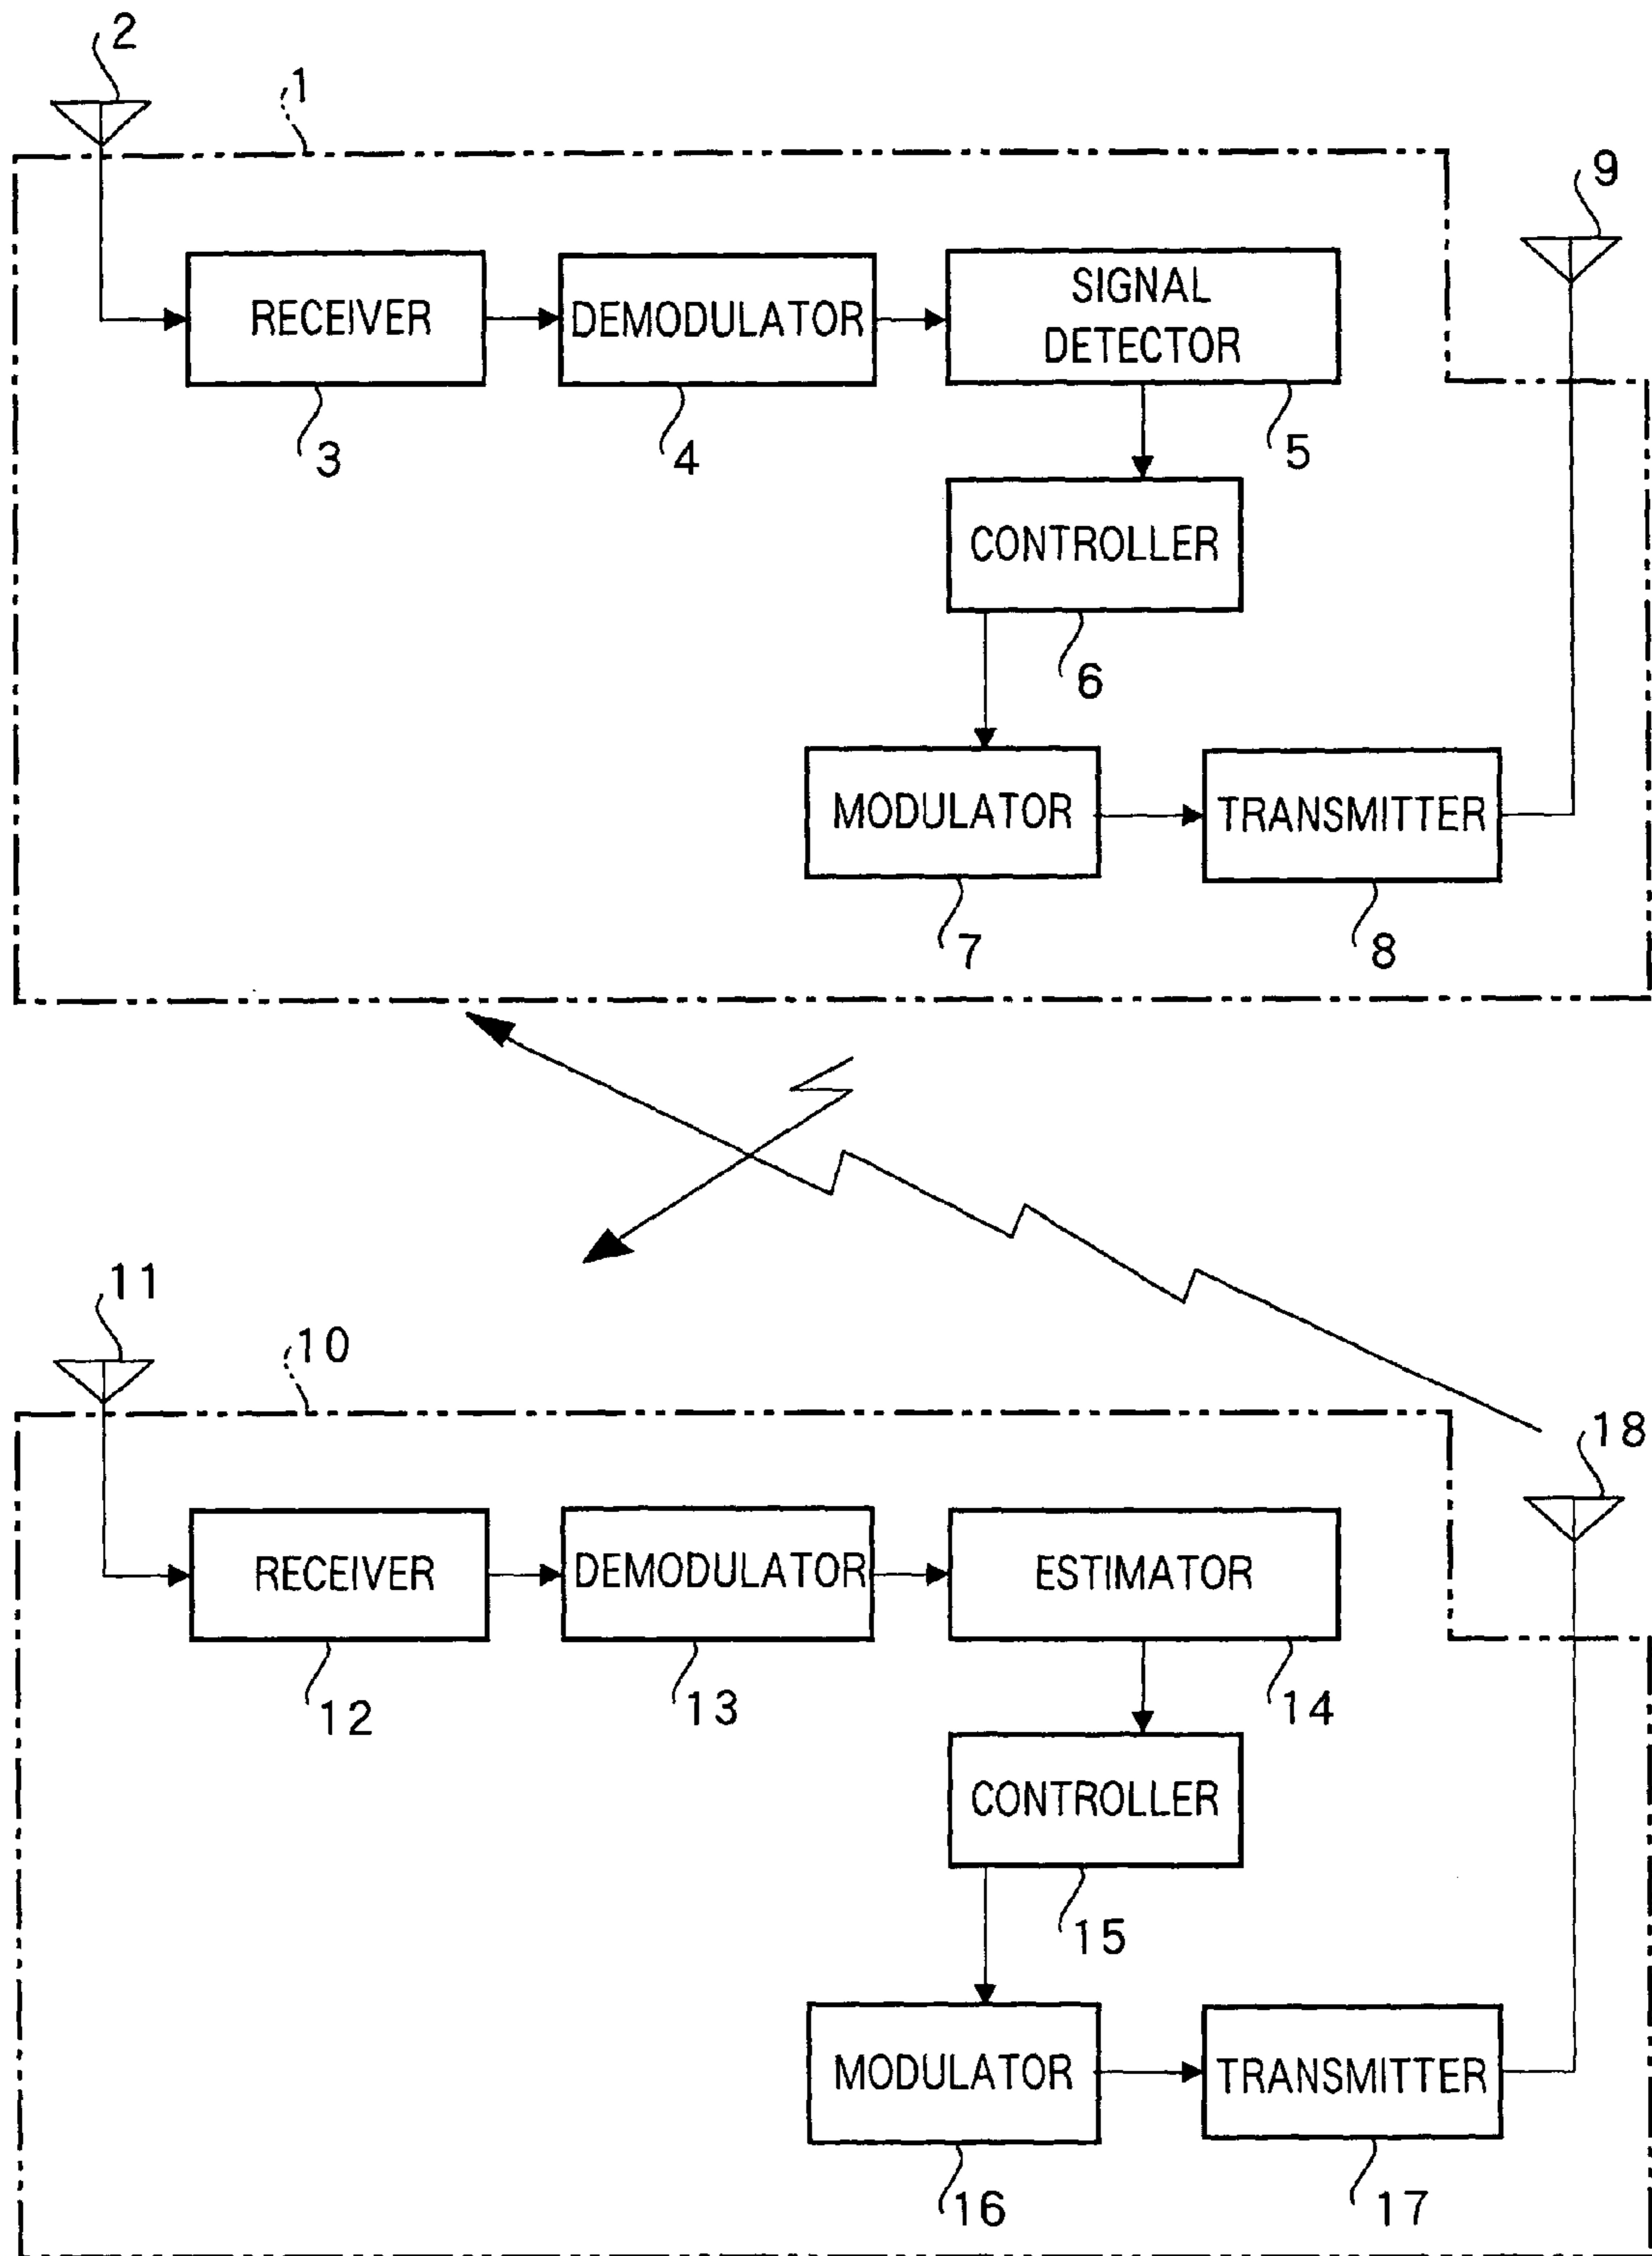 2
1
9
RECEIVER
DEMODULATOR
SIGNAL
DETECTOR
3
4
5
CONTROLLER
6
MODULATOR
TRANSMITTER
7
8
11
10
18
RECEIVER
DEMODULATOR
ESTIMATOR
12
13
14
CONTROLLER
15
MODULATOR
TRANSMITTER
16
17